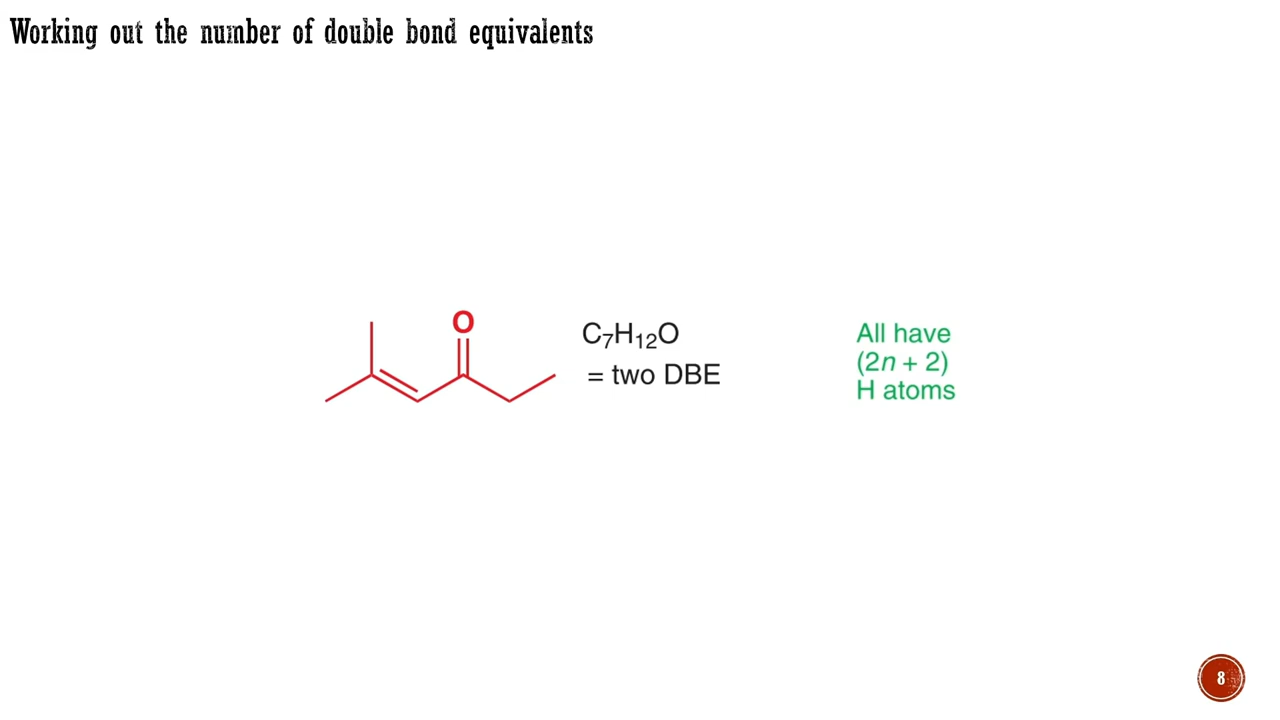 Working out the number of double bond equivalents
O
C₇H₁₂O
= two DBE
All have
(2n + 2)
H atoms
8